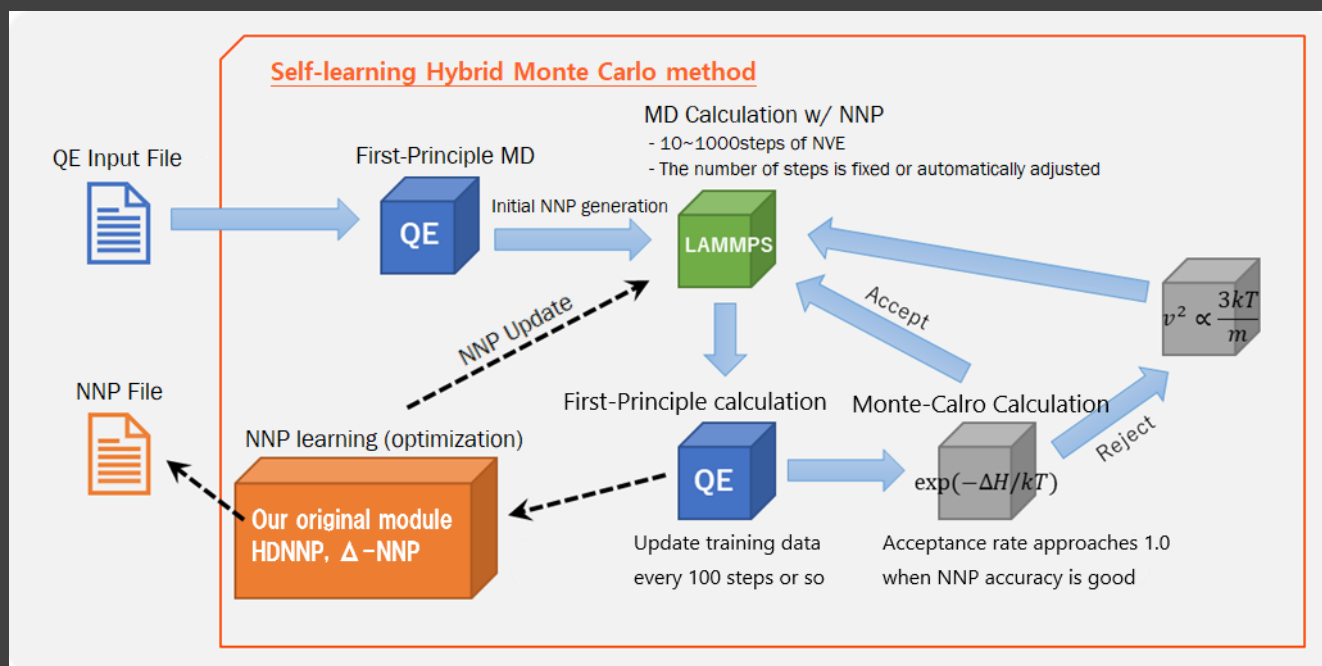 Self-learning Hybrid Monte Carlo method
MD Calculation w/ NNP
- 10~1000steps of NVE
- The number of steps is fixed or automatically adjusted
QE Input File
First-Principle MD
QE
Initial NNP generation
LAMMPS
Accept
v² ∝ 3kT/m
NNP Update
NNP File
First-Principle calculation
Monte-Calro Calculation
Reject
NNP learning (optimization)
QE
exp(−ΔH/kT)
Our original module
HDNNP, Δ-NNP
Update training data
every 100 steps or so
Acceptance rate approaches 1.0
when NNP accuracy is good